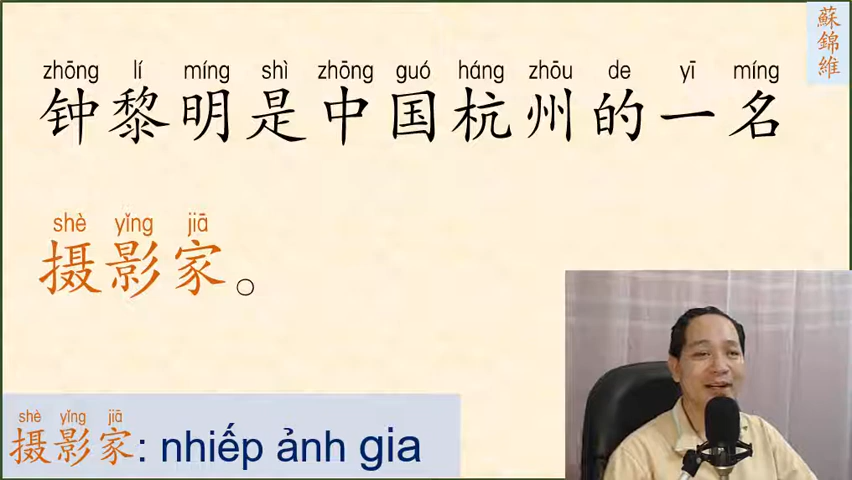 蘇錦維
zhōng lí míng shì zhōng guó háng zhōu de yī míng
钟黎明是中国杭州的一名
shè yǐng jiā
摄影家。
shè yǐng jiā
摄影家: nhiếp ảnh gia